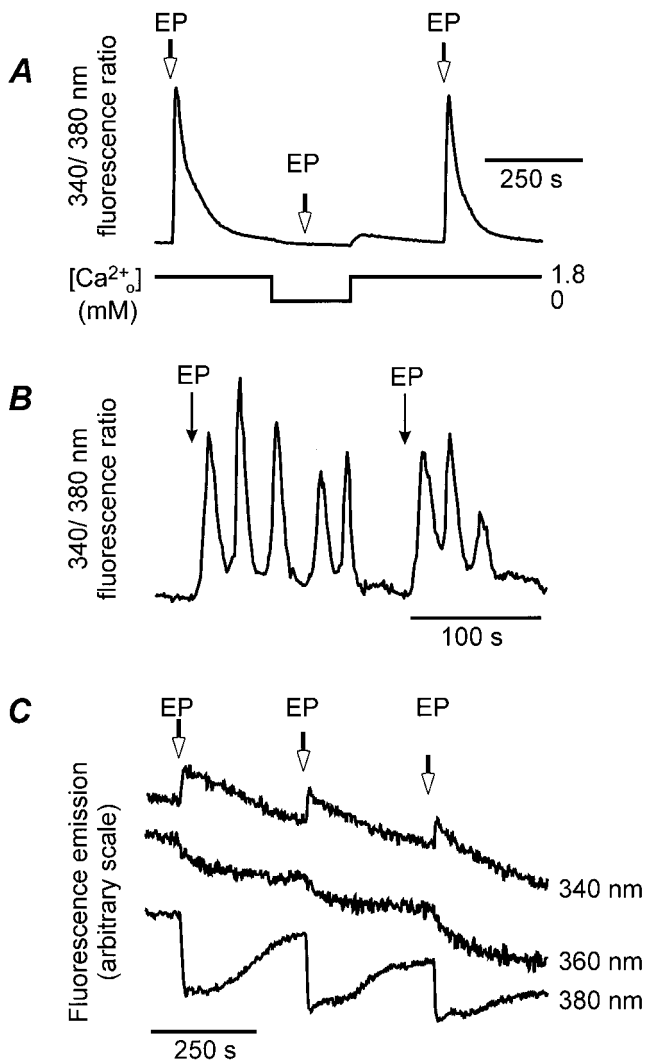 A
EP
EP
EP
340/ 380 nm
fluorescence ratio
250 s
[Ca²⁺ₒ]
(mM)
1.8
0
B
EP
EP
340/ 380 nm
fluorescence ratio
100 s
C
EP
EP
EP
Fluorescence emission
(arbitrary scale)
340 nm
360 nm
380 nm
250 s